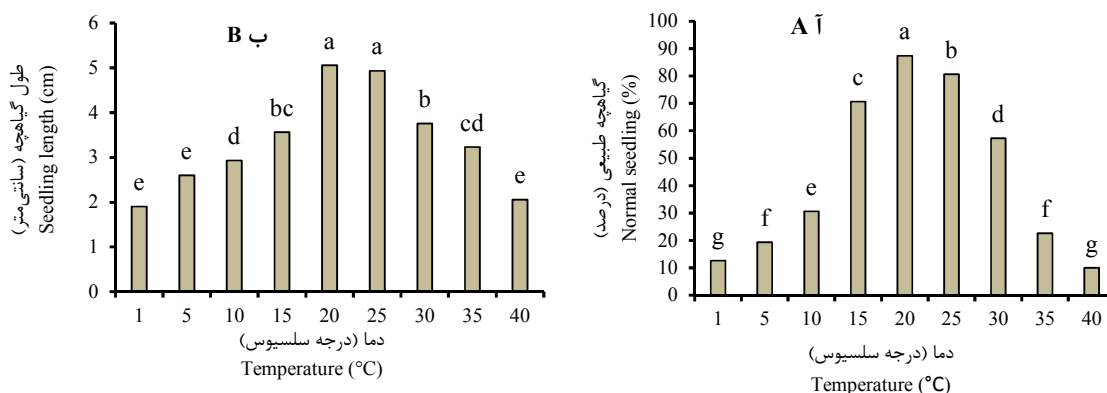 ب B
طول گیاهچه (سانتی‌متر)
Seedling length (cm)
6
5
4
3
2
1
0
e
e
d
bc
a
a
b
cd
e
1 5 10 15 20 25 30 35 40
دما (درجه سلسیوس)
Temperature (°C)
آ A
گیاهچه طبیعی (درصد)
Normal seedling (%)
100
90
80
70
60
50
40
30
20
10
0
g
f
e
c
a
b
d
f
g
1 5 10 15 20 25 30 35 40
دما (درجه سلسیوس)
Temperature (°C)